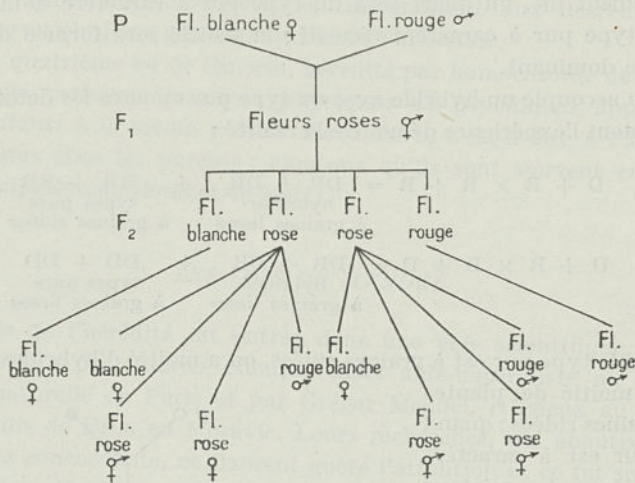 P Fl. blanche ♀ Fl. rouge ♂
F₁ Fleurs roses ⚥
F₂ Fl. blanche Fl. rose Fl. rose Fl. rouge
Fl. blanche ♀ Fl. blanche ♀ Fl. rouge ♂ Fl. blanche ♀ Fl. rouge ♂ Fl. rouge ♂
Fl. rose ⚥ Fl. rose ♀ Fl. rose ⚥ Fl. rose ⚥